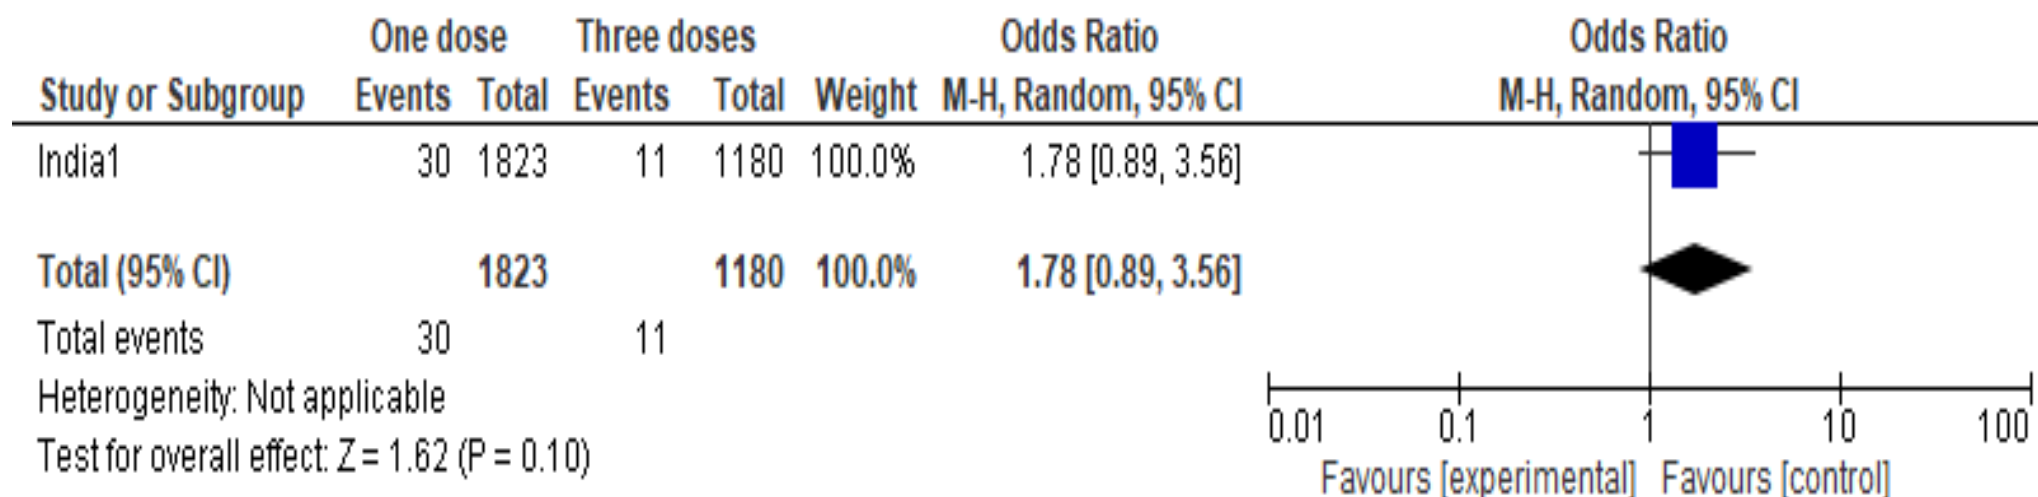 One dose Three doses Odds Ratio Odds Ratio
Study or Subgroup Events Total Events Total Weight M-H, Random, 95% CI M-H, Random, 95% CI
India1 30 1823 11 1180 100.0% 1.78 [0.89, 3.56]
Total (95% CI) 1823 1180 100.0% 1.78 [0.89, 3.56]
Total events 30 11
Heterogeneity: Not applicable
Test for overall effect: Z = 1.62 (P = 0.10)
0.01 0.1 1 10 100
Favours [experimental] Favours [control]